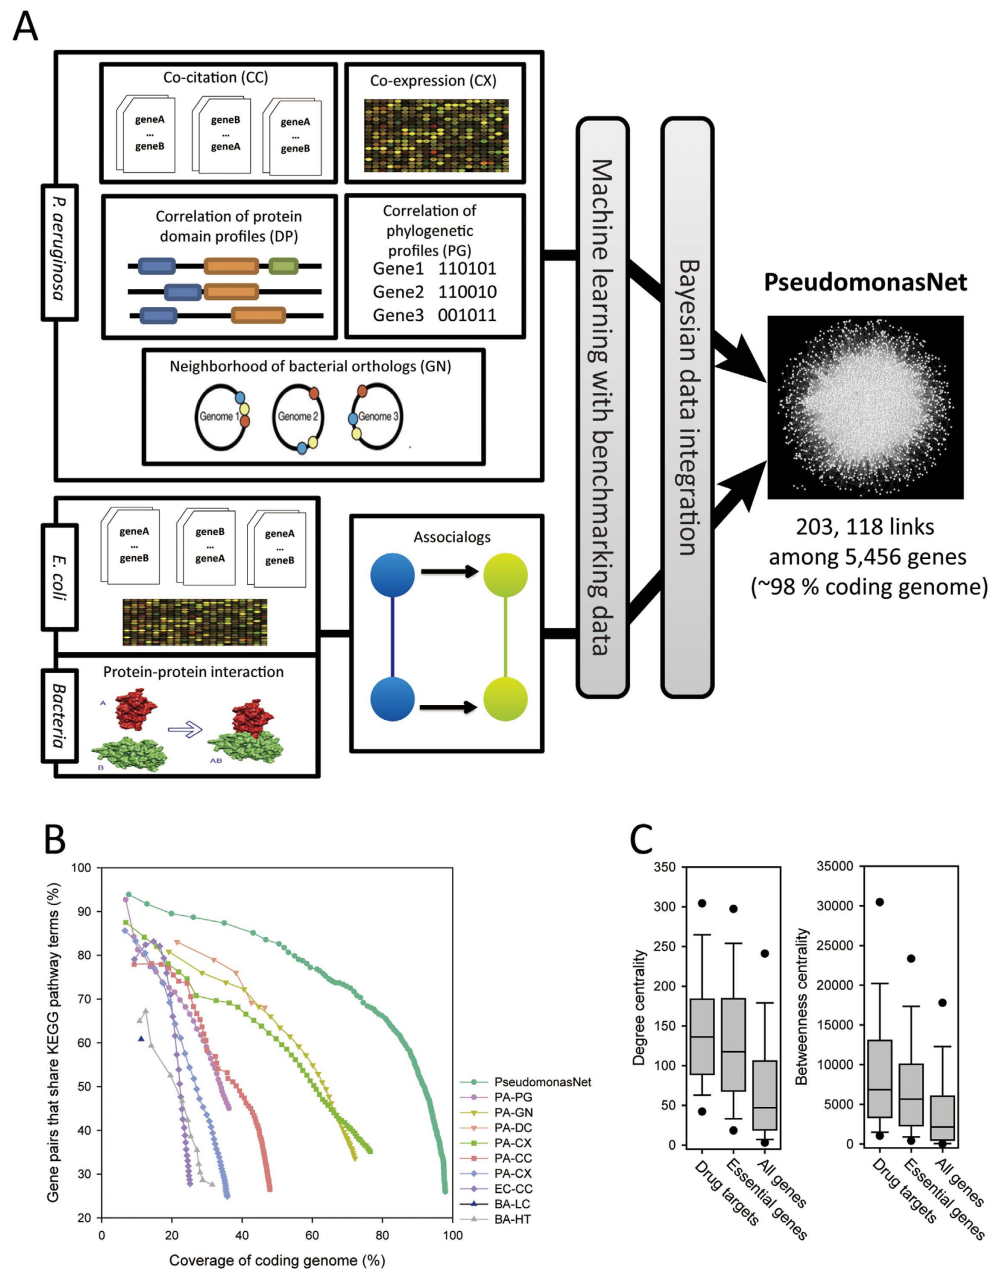 A
Co-citation (CC)
geneA
...
geneB
geneB
...
geneA
geneA
...
geneB
Co-expression (CX)
P. aeruginosa
Correlation of protein
domain profiles (DP)
Correlation of
phylogenetic
profiles (PG)
Gene1 110101
Gene2 110010
Gene3 001011
Neighborhood of bacterial orthologs (GN)
Genome 1
Genome 2
Genome 3
E. coli
geneA
...
geneB
geneB
...
geneA
geneA
...
geneB
Bacteria
Protein-protein interaction
A
B
AB
Associalogs
Machine learning with benchmarking data
Bayesian data integration
PseudomonasNet
203, 118 links
among 5,456 genes
(~98 % coding genome)
B
Gene pairs that share KEGG pathway terms (%)
100
90
80
70
60
50
40
30
20
0
20
40
60
80
100
Coverage of coding genome (%)
PseudomonasNet
PA-PG
PA-GN
PA-DC
PA-CX
PA-CC
PA-CX
EC-CC
BA-LC
BA-HT
C
Degree centrality
350
300
250
200
150
100
50
0
Drug targets
Essential genes
All genes
Betweenness centrality
35000
30000
25000
20000
15000
10000
5000
0
Drug targets
Essential genes
All genes